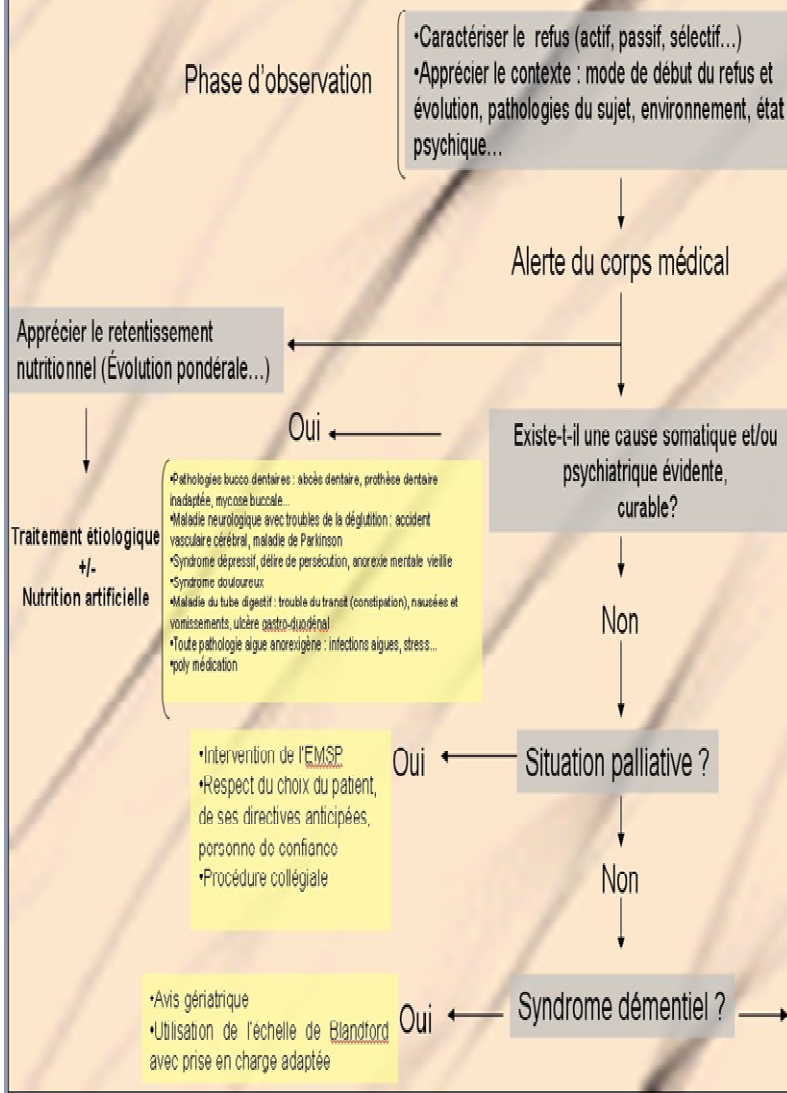 Phase d'observation
•Caractériser le refus (actif, passif, sélectif…)
•Apprécier le contexte : mode de début du refus et
évolution, pathologies du sujet, environnement, état
psychique…
Alerte du corps médical
Apprécier le retentissement
nutritionnel (Évolution pondérale…)
Oui
Existe-t-il une cause somatique et/ou
psychiatrique évidente,
curable?
Traitement étiologique
+/-
Nutrition artificielle
•Pathologies bucco dentaires : abcès dentaire, prothèse dentaire
inadaptée, mycose buccale…
•Maladie neurologique avec troubles de la déglutition : accident
vasculaire cérébral, maladie de Parkinson
•Syndrome dépressif, délire de persécution, anorexie mentale vieillie
•Syndrome douloureux
•Maladie du tube digestif : trouble du transit (constipation), nausées et
vomissements, ulcère gastro-duodénal
•Toute pathologie aigue anorexigène : infections aigues, stress…
•poly médication
Non
•Intervention de l'EMSP
•Respect du choix du patient,
de ses directives anticipées,
personne de confiance
•Procédure collégiale
Oui
Situation palliative ?
Non
•Avis gériatrique
•Utilisation de l'échelle de Blandford
avec prise en charge adaptée
Oui
Syndrome démentiel ?